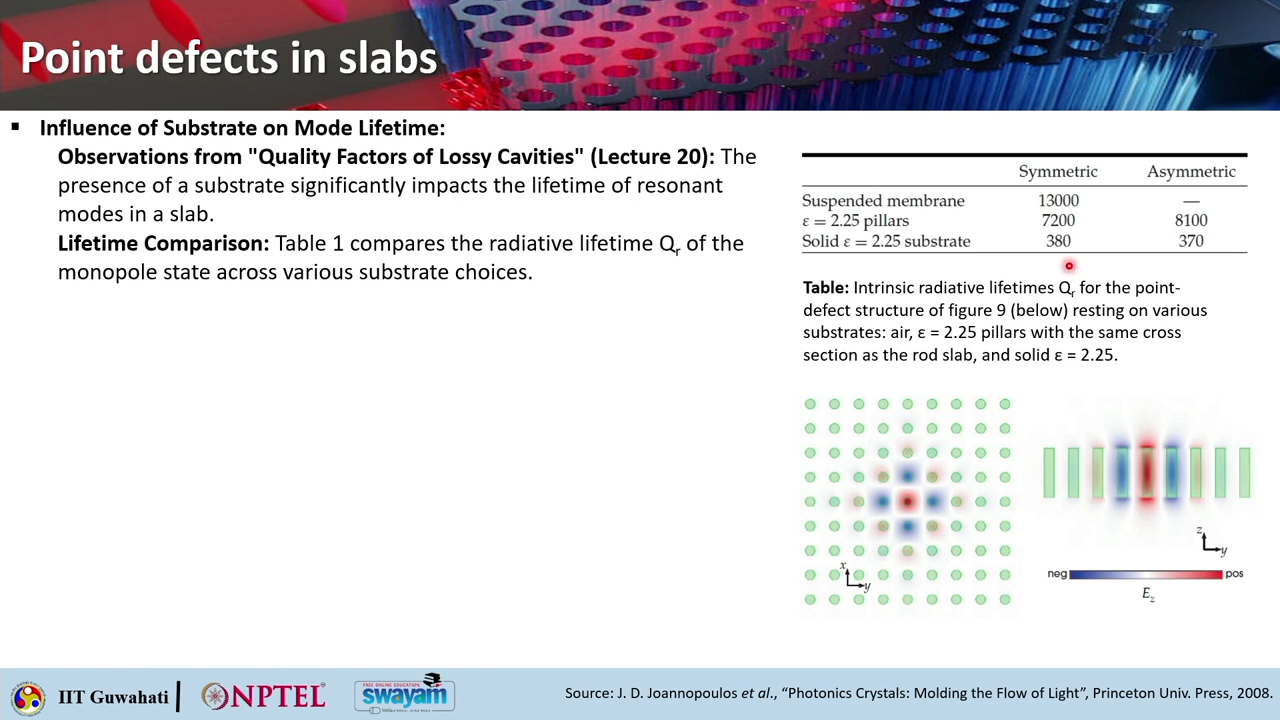 Point defects in slabs
▪ Influence of Substrate on Mode Lifetime:
Observations from "Quality Factors of Lossy Cavities" (Lecture 20): The
presence of a substrate significantly impacts the lifetime of resonant
modes in a slab.
Lifetime Comparison: Table 1 compares the radiative lifetime Qr of the
monopole state across various substrate choices.
Symmetric Asymmetric
Suspended membrane 13000 —
ε = 2.25 pillars 7200 8100
Solid ε = 2.25 substrate 380 370
Table: Intrinsic radiative lifetimes Qr for the point-
defect structure of figure 9 (below) resting on various
substrates: air, ε = 2.25 pillars with the same cross
section as the rod slab, and solid ε = 2.25.
x
y
z
y
neg pos
Ez
IIT Guwahati
NPTEL
FREE ONLINE EDUCATION
swayam
Source: J. D. Joannopoulos et al., “Photonics Crystals: Molding the Flow of Light”, Princeton Univ. Press, 2008.